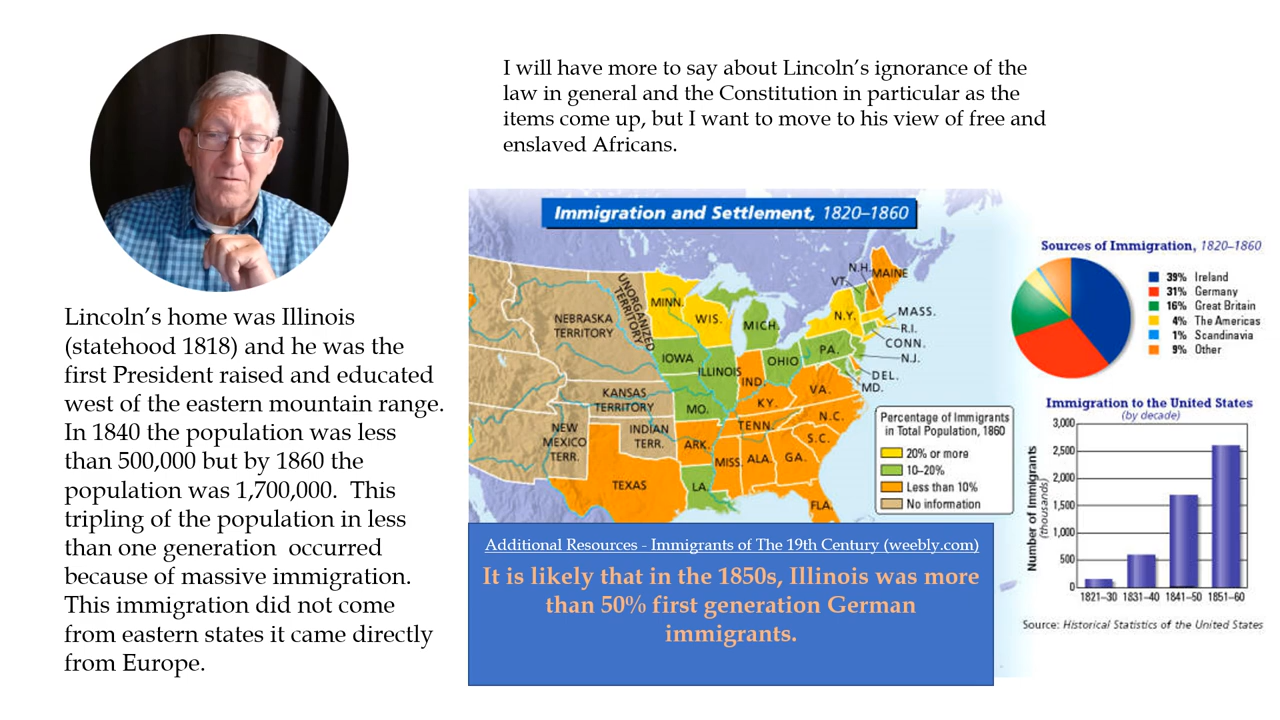 I will have more to say about Lincoln's ignorance of the
law in general and the Constitution in particular as the
items come up, but I want to move to his view of free and
enslaved Africans.
Lincoln's home was Illinois
(statehood 1818) and he was the
first President raised and educated
west of the eastern mountain range.
In 1840 the population was less
than 500,000 but by 1860 the
population was 1,700,000.  This
tripling of the population in less
than one generation  occurred
because of massive immigration.
This immigration did not come
from eastern states it came directly
from Europe.
Immigration and Settlement, 1820–1860
UNORGANIZED
TERRITORY
NEBRASKA
TERRITORY
MINN.
WIS.
MICH.
N.H.
VT.
MAINE
N.Y.
MASS.
R.I.
CONN.
N.J.
PA.
DEL.
MD.
IOWA
ILLINOIS
IND.
OHIO
KANSAS
TERRITORY
MO.
KY.
VA.
N.C.
TENN.
S.C.
NEW
MEXICO
TERR.
INDIAN
TERR.
ARK.
MISS.
ALA.
GA.
TEXAS
LA.
FLA.
Percentage of Immigrants
in Total Population, 1860
20% or more
10–20%
Less than 10%
No information
Sources of Immigration, 1820–1860
39% Ireland
31% Germany
16% Great Britain
4% The Americas
1% Scandinavia
9% Other
Immigration to the United States
(by decade)
Number of Immigrants
(thousands)
3,000
2,500
2,000
1,500
1,000
500
0
1821–30 1831–40 1841–50 1851–60
Source: Historical Statistics of the United States
Additional Resources - Immigrants of The 19th Century (weebly.com)
It is likely that in the 1850s, Illinois was more
than 50% first generation German
immigrants.